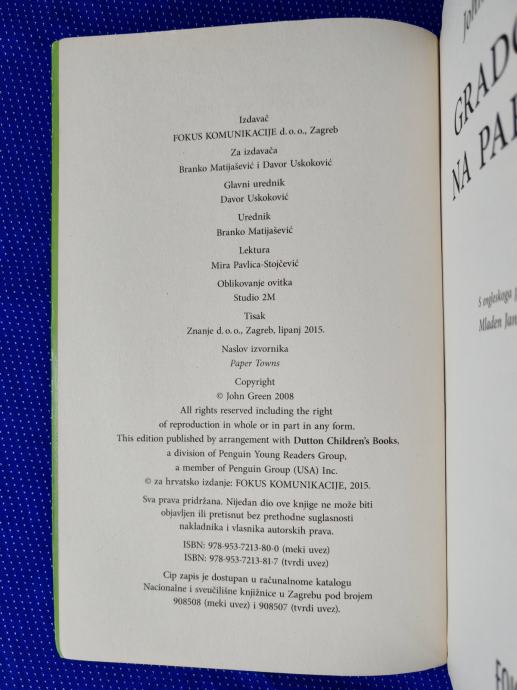 Izdavač
FOKUS KOMUNIKACIJE d. o. o., Zagreb
Za izdavača
Branko Matijašević i Davor Uskoković
Glavni urednik
Davor Uskoković
Urednik
Branko Matijašević
Lektura
Mira Pavlica-Stojčević
Oblikovanje ovitka
Studio 2M
Tisak
Znanje d. o. o., Zagreb, lipanj 2015.
Naslov izvornika
Paper Towns
Copyright
© John Green 2008
All rights reserved including the right
of reproduction in whole or in part in any form.
This edition published by arrangement with Dutton Children's Books,
a division of Penguin Young Readers Group,
a member of Penguin Group (USA) Inc.
© za hrvatsko izdanje: FOKUS KOMUNIKACIJE, 2015.
Sva prava pridržana. Nijedan dio ove knjige ne može biti
objavljen ili pretisnut bez prethodne suglasnosti
nakladnika i vlasnika autorskih prava.
ISBN: 978-953-7213-80-0 (meki uvez)
ISBN: 978-953-7213-81-7 (tvrdi uvez)
Cip zapis je dostupan u računalnome katalogu
Nacionalne i sveučilišne knjižnice u Zagrebu pod brojem
908508 (meki uvez) i 908507 (tvrdi uvez).
GRADO
NA PAP
S engleskoga
Mladen Jan